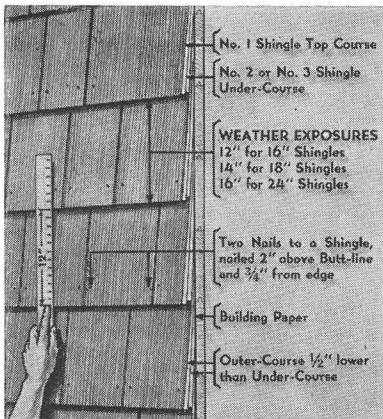 No. 1 Shingle Top Course
No. 2 or No. 3 Shingle
Under-Course
WEATHER EXPOSURES
12" for 16" Shingles
14" for 18" Shingles
16" for 24" Shingles
12"
Two Nails to a Shingle,
nailed 2" above Butt-line
and 3/4" from edge
Building Paper
Outer-Course 1/2" lower
than Under-Course